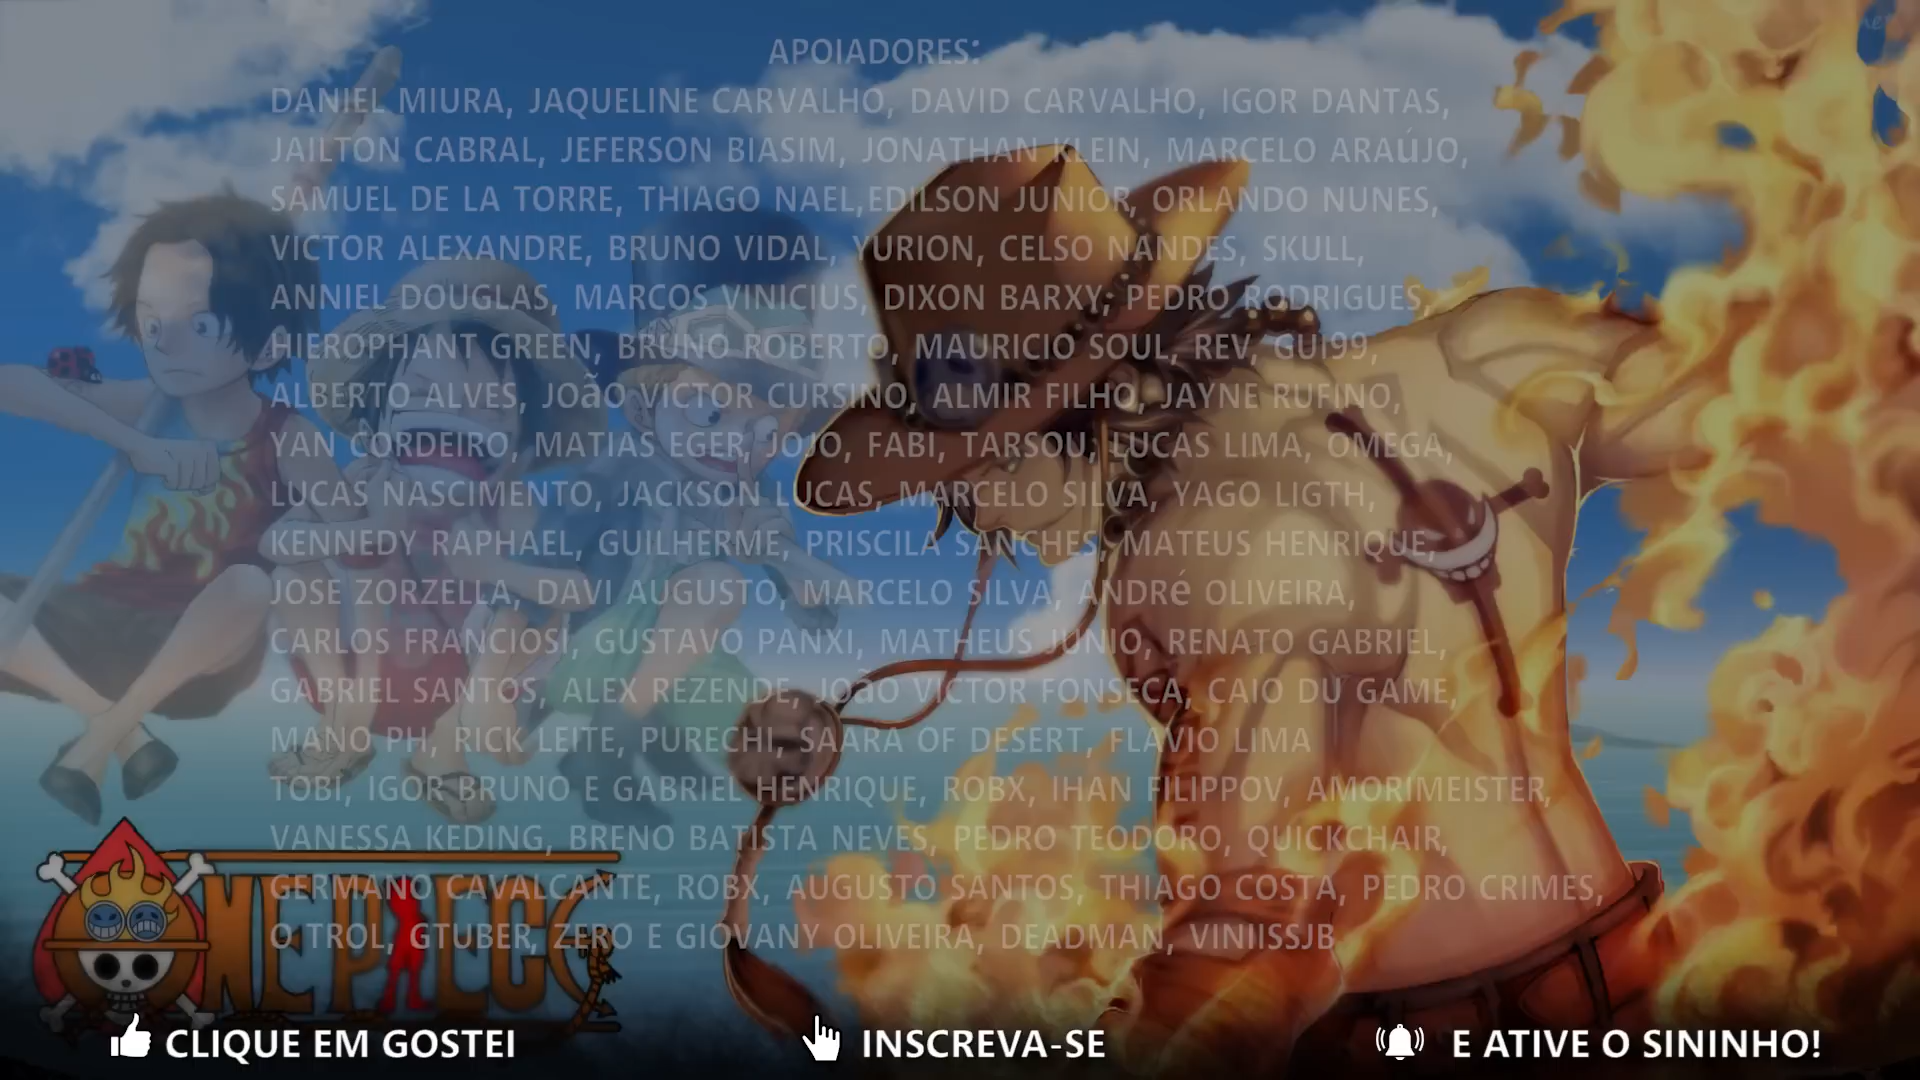 APOIADORES:
DANIEL MIURA, JAQUELINE CARVALHO, DAVID CARVALHO, IGOR DANTAS,
JAILTON CABRAL, JEFERSON BIASIM, JONATHAN KLEIN, MARCELO ARAÚJO,
SAMUEL DE LA TORRE, THIAGO NAEL,EDILSON JUNIOR, ORLANDO NUNES,
VICTOR ALEXANDRE, BRUNO VIDAL, YURION, CELSO NANDES, SKULL,
ANNIEL DOUGLAS, MARCOS VINICIUS, DIXON BARXY, PEDRO RODRIGUES,
HIEROPHANT GREEN, BRUNO ROBERTO, MAURICIO SOUL, REV, GUI99,
ALBERTO ALVES, JOãO VICTOR CURSINO, ALMIR FILHO, JAYNE RUFINO,
YAN CORDEIRO, MATIAS EGER, JOJO, FABI, TARSOU, LUCAS LIMA, OMEGA,
LUCAS NASCIMENTO, JACKSON LUCAS, MARCELO SILVA, YAGO LIGTH,
KENNEDY RAPHAEL, GUILHERME, PRISCILA SANCHES, MATEUS HENRIQUE,
JOSE ZORZELLA, DAVI AUGUSTO, MARCELO SILVA, ANDRé OLIVEIRA,
CARLOS FRANCIOSI, GUSTAVO PANXI, MATHEUS JUNIO, RENATO GABRIEL,
GABRIEL SANTOS, ALEX REZENDE, JOÃO VICTOR FONSECA, CAIO DU GAME,
MANO PH, RICK LEITE, PURECHI, SAARA OF DESERT, FLAVIO LIMA
TOBI, IGOR BRUNO E GABRIEL HENRIQUE, ROBX, IHAN FILIPPOV, AMORIMEISTER,
VANESSA KEDING, BRENO BATISTA NEVES, PEDRO TEODORO, QUICKCHAIR,
GERMANO CAVALCANTE, ROBX, AUGUSTO SANTOS, THIAGO COSTA, PEDRO CRIMES,
O TROL, GTUBER, ZERO E GIOVANY OLIVEIRA, DEADMAN, VINIISSJB
ONE PIECE
CLIQUE EM GOSTEI
INSCREVA-SE
E ATIVE O SININHO!